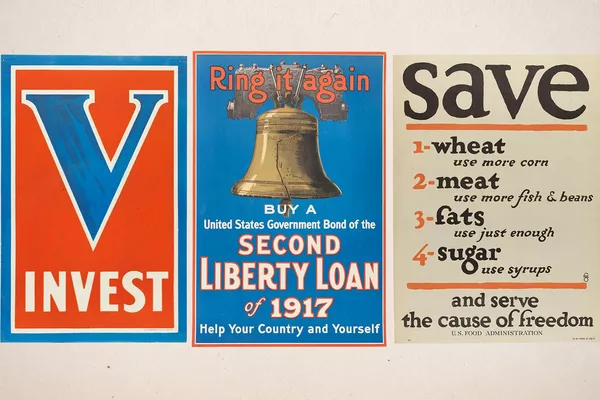 V
INVEST
Ring it again
BUY A
United States Government Bond of the
SECOND
LIBERTY LOAN
of 1917
Help Your Country and Yourself
save
1-wheat
use more corn
2-meat
use more fish & beans
3-fats
use just enough
4-sugar
use syrups
and serve
the cause of freedom
U.S. FOOD ADMINISTRATION